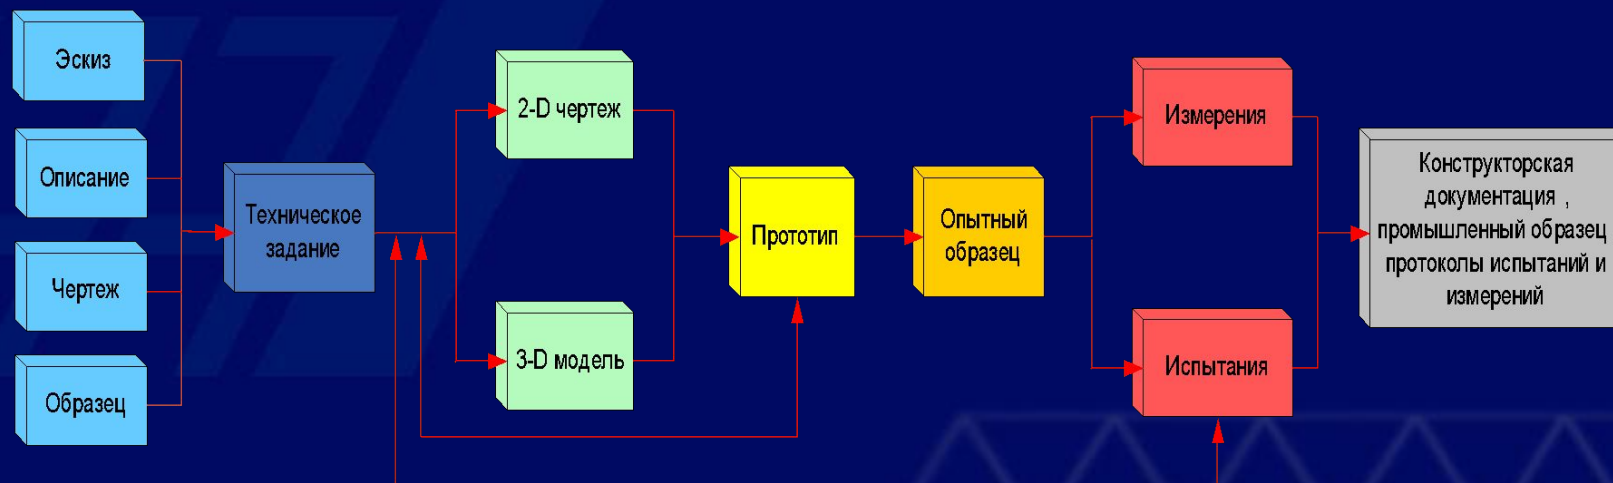 Эскиз
Описание
Чертеж
Образец
Техническое
задание
2-D чертеж
3-D модель
Прототип
Опытный
образец
Измерения
Испытания
Конструкторская
документация ,
промышленный образец
протоколы испытаний и
измерений